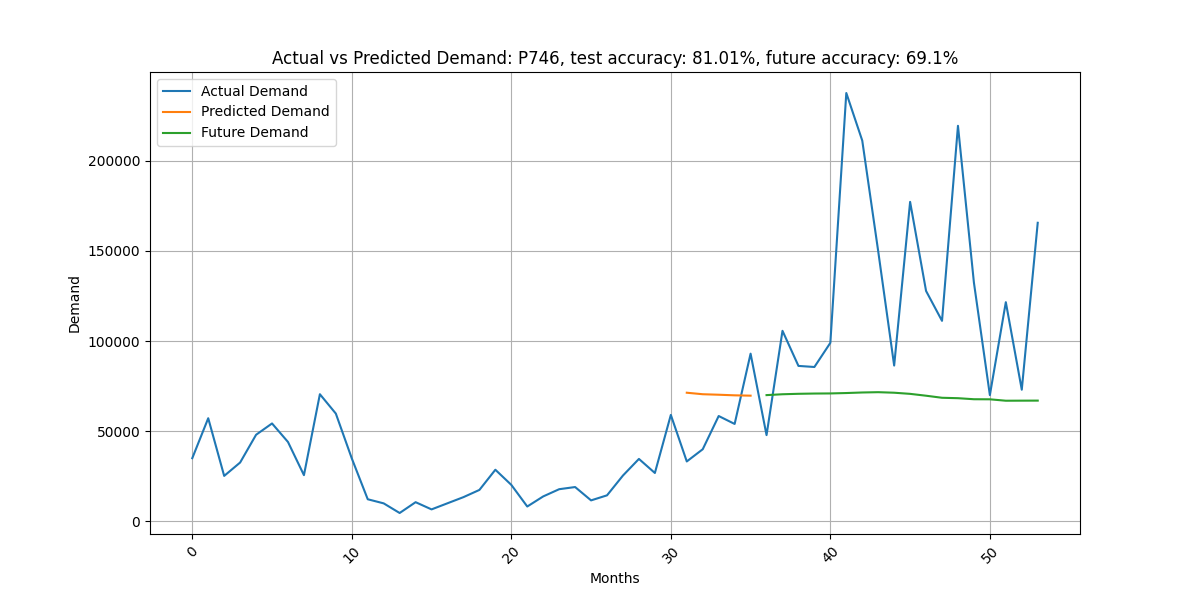 Actual vs Predicted Demand: P746, test accuracy: 81.01%, future accuracy: 69.1%
Actual Demand
Predicted Demand
Future Demand
200000
150000
100000
50000
0
Demand
0
10
20
30
40
50
Months